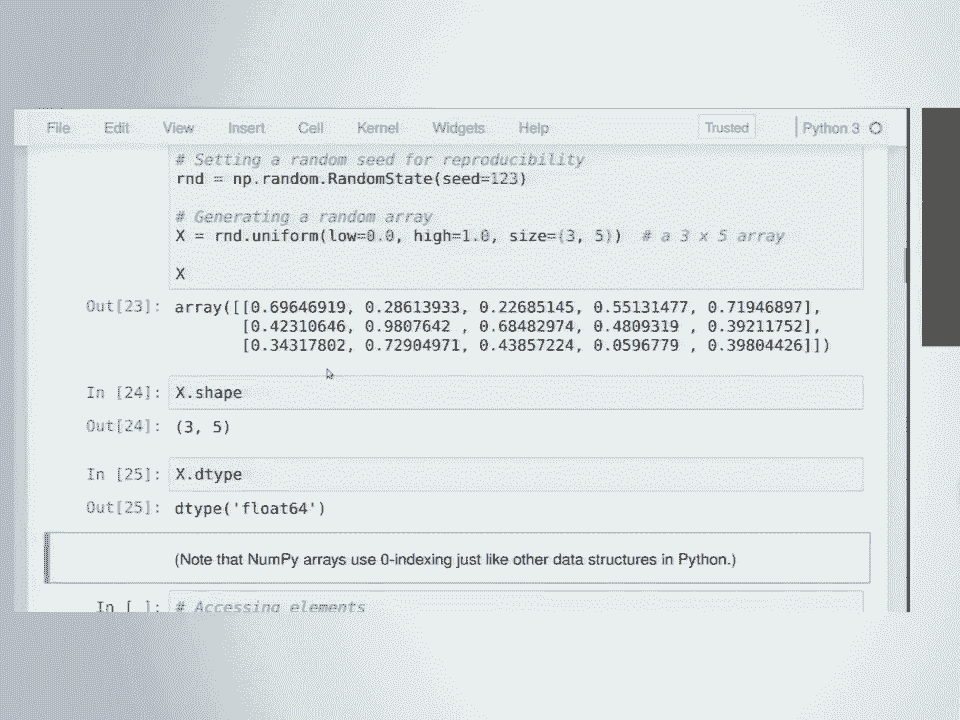 File Edit View Insert Cell Kernel Widgets Help Trusted Python 3
# Setting a random seed for reproducibility
rnd = np.random.RandomState(seed=123)
# Generating a random array
X = rnd.uniform(low=0.0, high=1.0, size=(3, 5)) # a 3 x 5 array
X
Out[23]: array([[0.69646919, 0.28613933, 0.22685145, 0.55131477, 0.71946897],
[0.42310646, 0.9807642 , 0.68482974, 0.4809319 , 0.39211752],
[0.34317802, 0.72904971, 0.43857224, 0.0596779 , 0.39804426]])
In [24]: X.shape
Out[24]: (3, 5)
In [25]: X.dtype
Out[25]: dtype('float64')
(Note that NumPy arrays use 0-indexing just like other data structures in Python.)
In [ ]: # Accessing elements